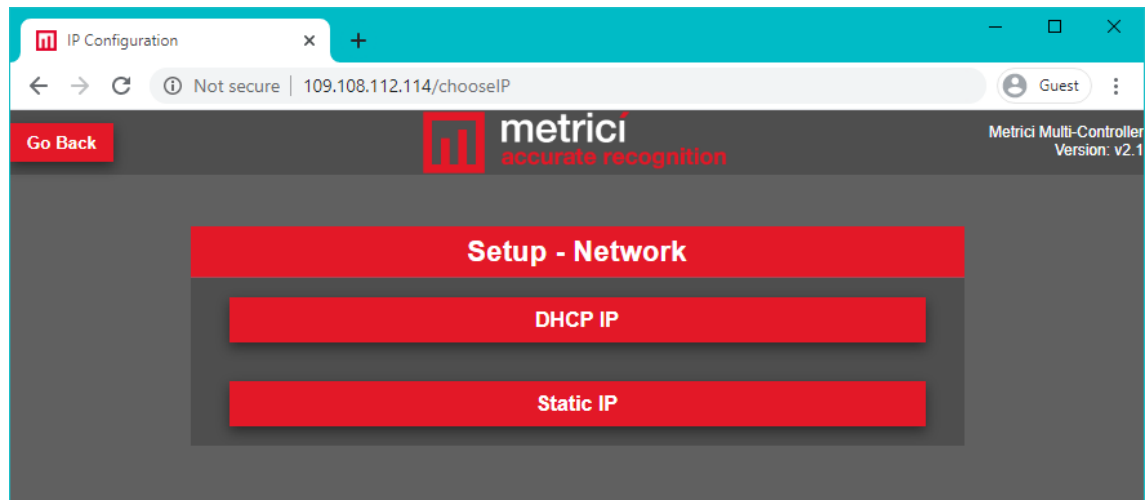 IP Configuration
Not secure | 109.108.112.114/chooseIP
Guest
Go Back
metrici
accurate recognition
Metrici Multi-Controller
Version: v2.1
Setup - Network
DHCP IP
Static IP